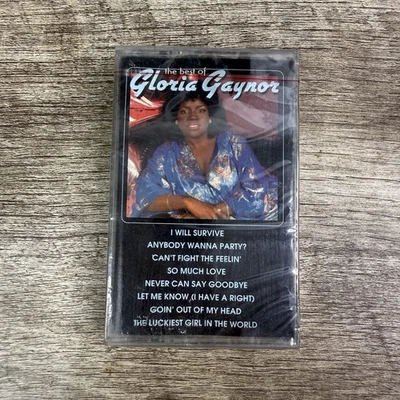 the best of
Gloria Gaynor
I WILL SURVIVE
ANYBODY WANNA PARTY?
CAN'T FIGHT THE FEELIN'
SO MUCH LOVE
NEVER CAN SAY GOODBYE
LET ME KNOW (I HAVE A RIGHT)
GOIN' OUT OF MY HEAD
THE LUCKIEST GIRL IN THE WORLD